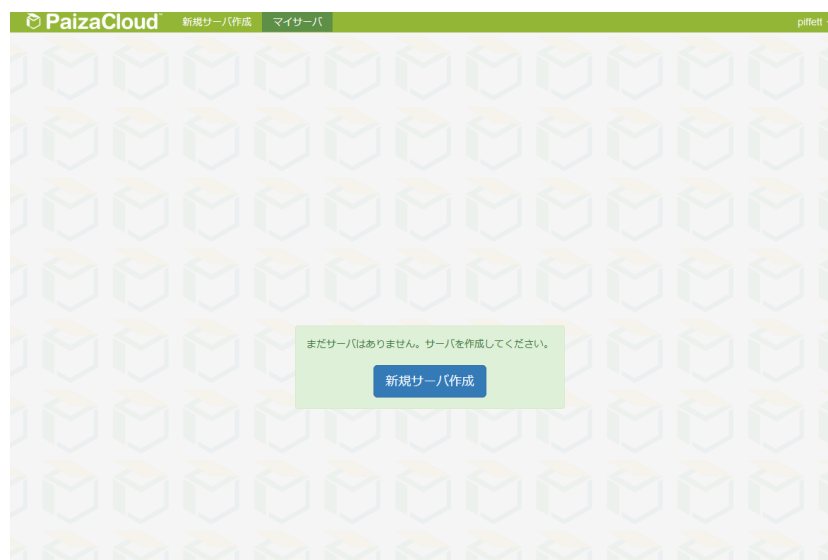 PaizaCloud 新規サーバ作成 マイサーバ piffett
まだサーバはありません。サーバを作成してください。
新規サーバ作成